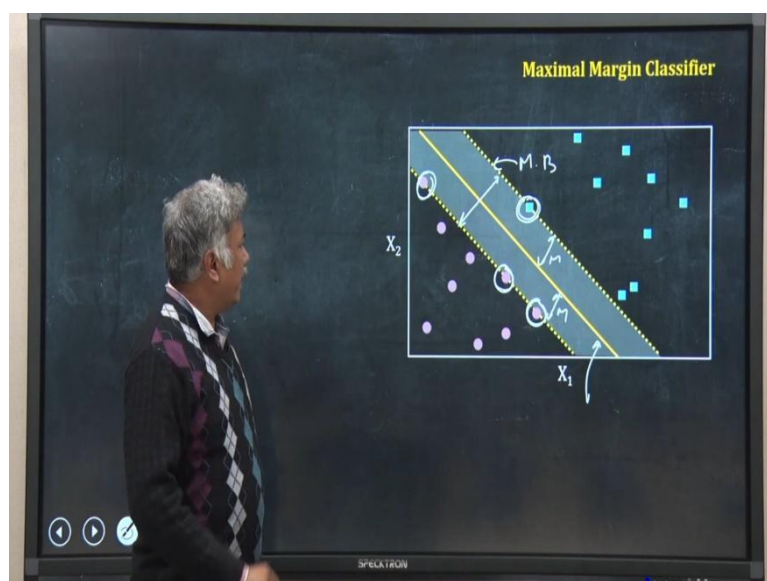 Maximal Margin Classifier
M.B
X₂
M
M
X₁
SPECKTRON